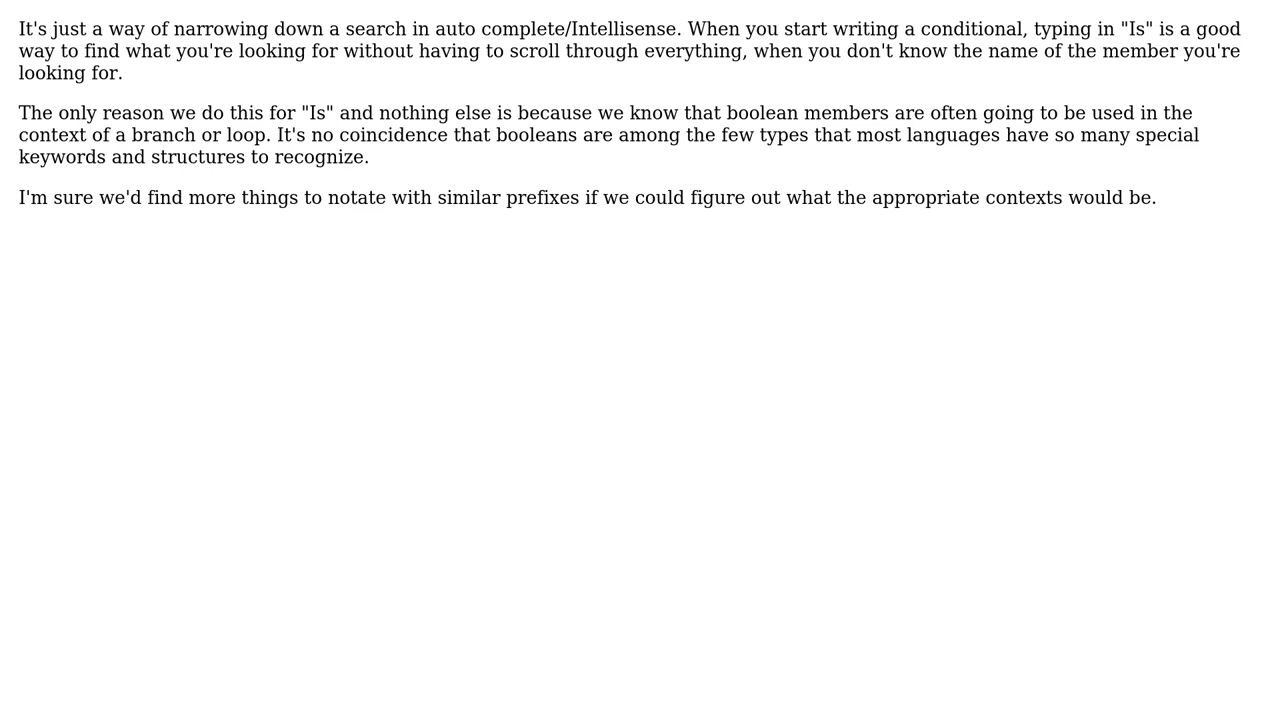 It's just a way of narrowing down a search in auto complete/Intellisense. When you start writing a conditional, typing in "Is" is a good
way to find what you're looking for without having to scroll through everything, when you don't know the name of the member you're
looking for.
The only reason we do this for "Is" and nothing else is because we know that boolean members are often going to be used in the
context of a branch or loop. It's no coincidence that booleans are among the few types that most languages have so many special
keywords and structures to recognize.
I'm sure we'd find more things to notate with similar prefixes if we could figure out what the appropriate contexts would be.